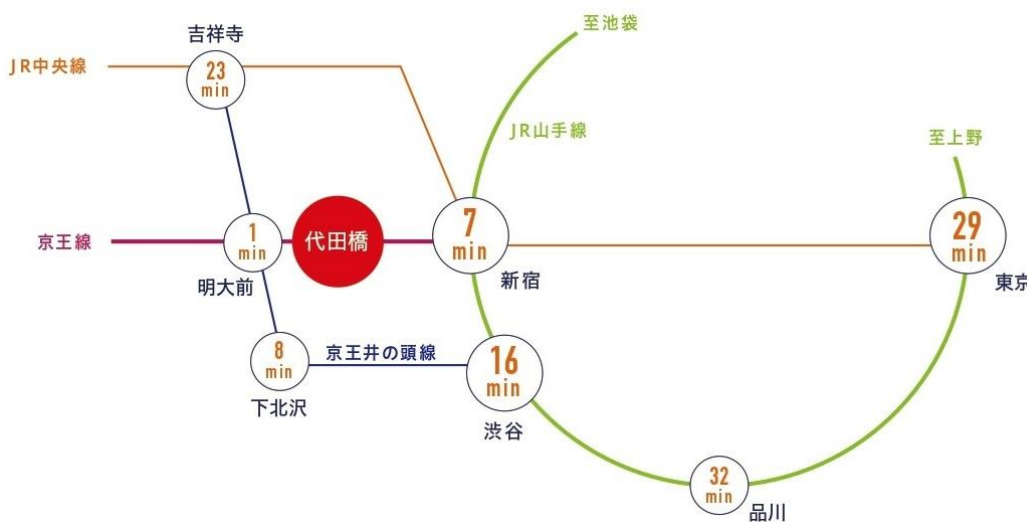 吉祥寺
至池袋
JR中央線
23
min
JR山手線
至上野
京王線
1
min
代田橋
7
min
29
min
明大前
新宿
東京
京王井の頭線
8
min
16
min
下北沢
渋谷
32
min
品川